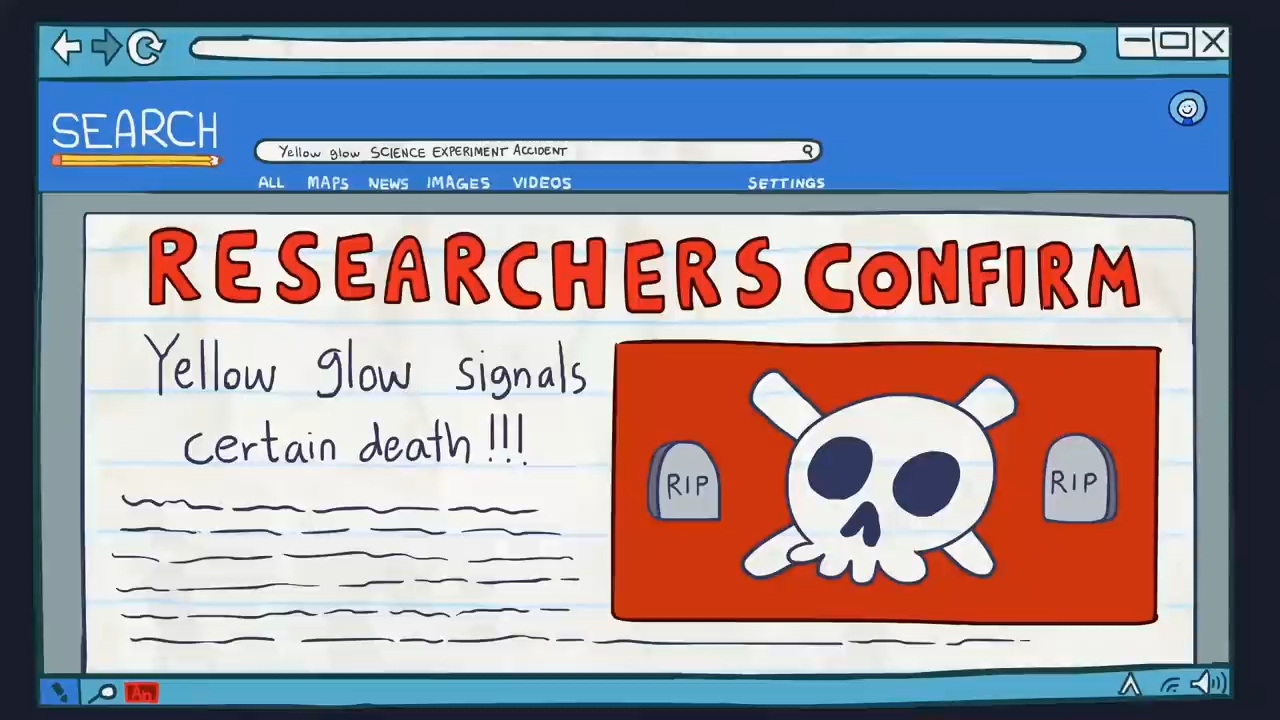 SEARCH
Yellow glow SCIENCE EXPERIMENT ACCIDENT
ALL MAPS NEWS IMAGES VIDEOS SETTINGS
RESEARCHERS CONFIRM
Yellow glow signals
certain death!!!
RIP
RIP
An